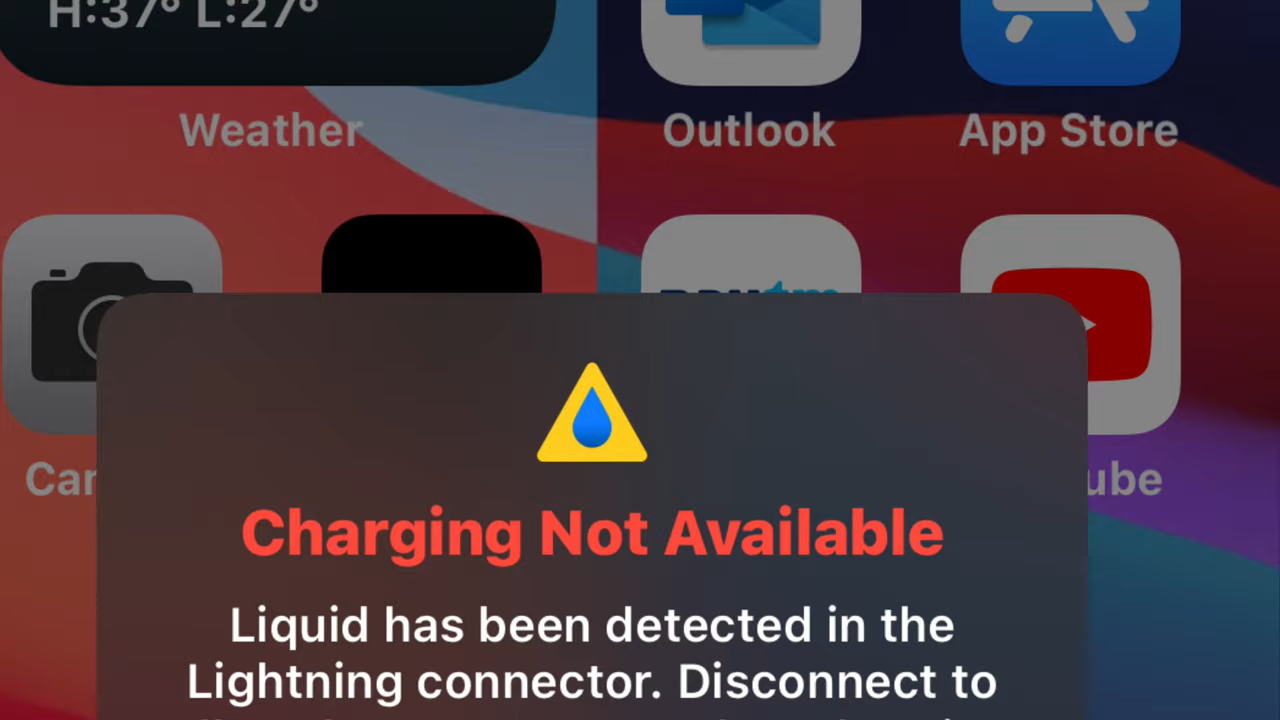 H:37° L:27°
Weather
Outlook
App Store
Charging Not Available
Liquid has been detected in the
Lightning connector. Disconnect to